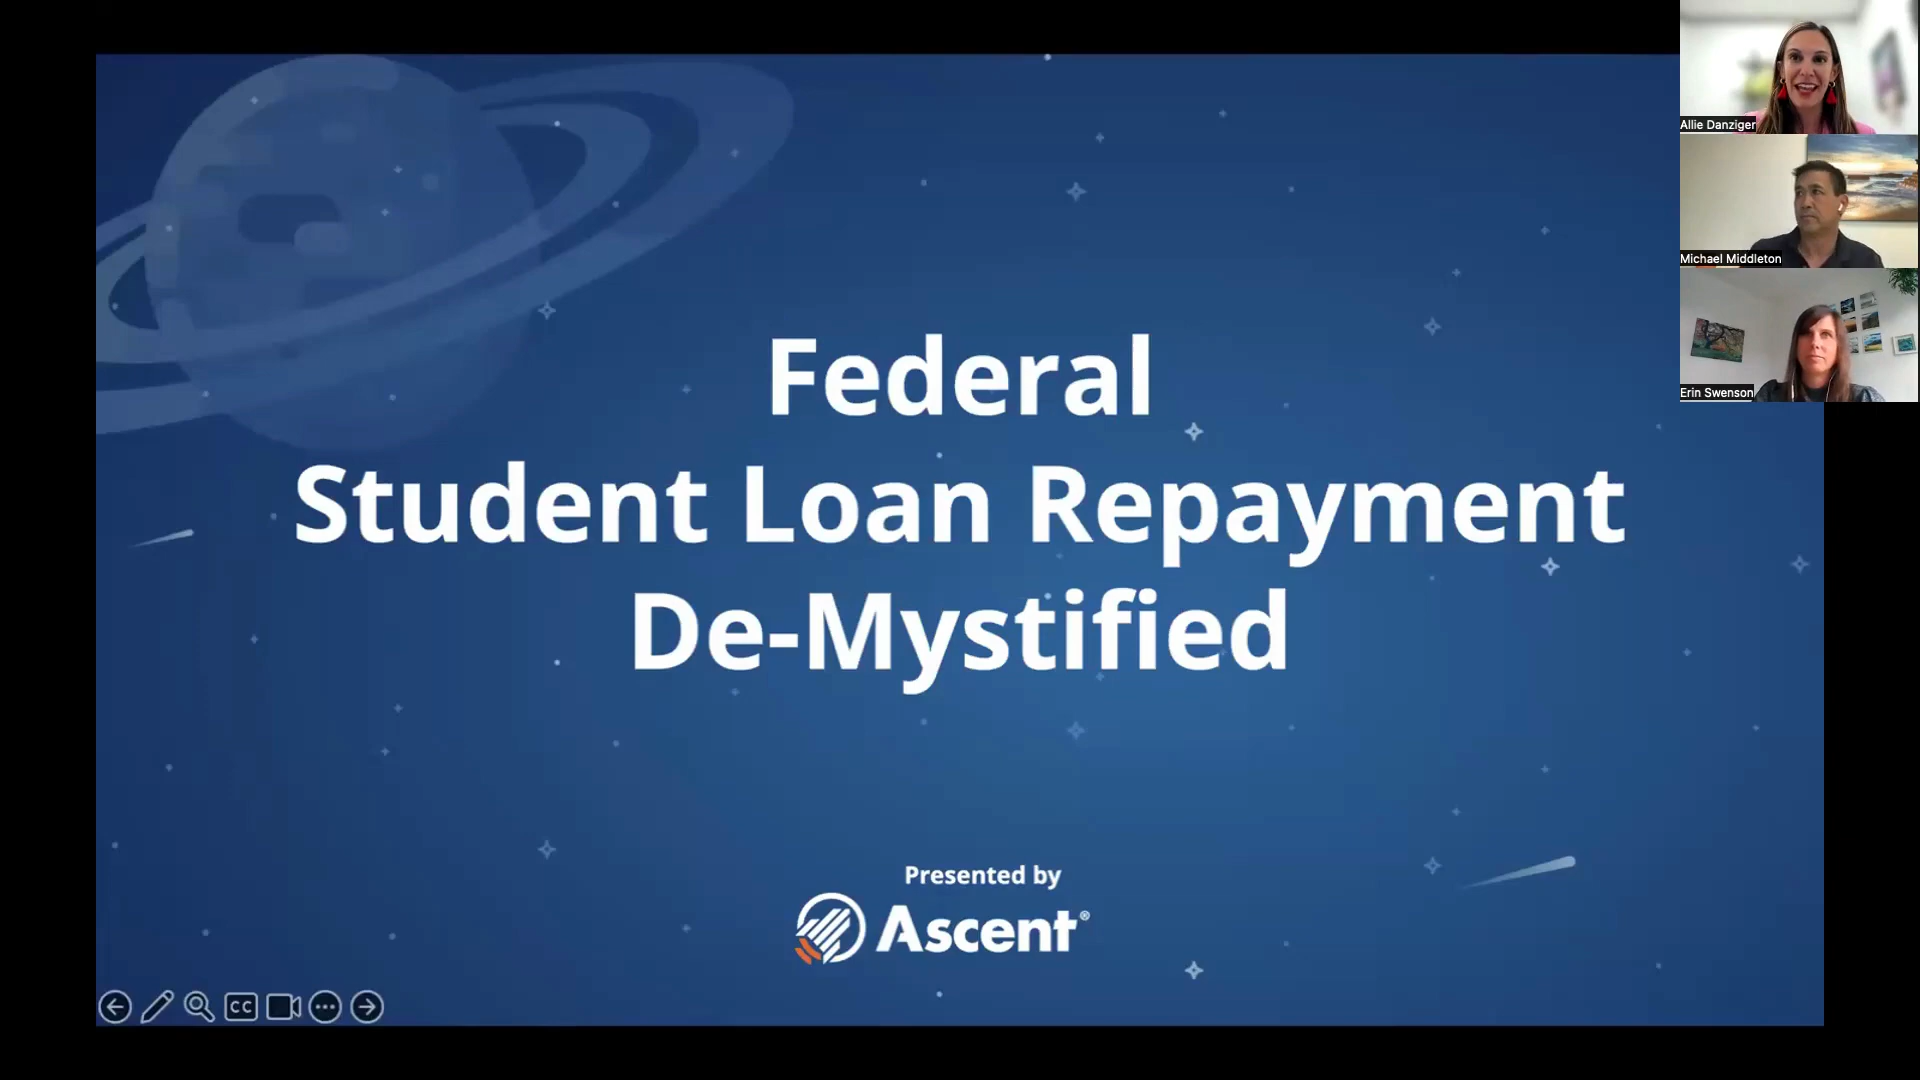 Federal
Student Loan Repayment
De-Mystified
Presented by
Ascent®
CC
Allie Danziger
Michael Middleton
Erin Swenson